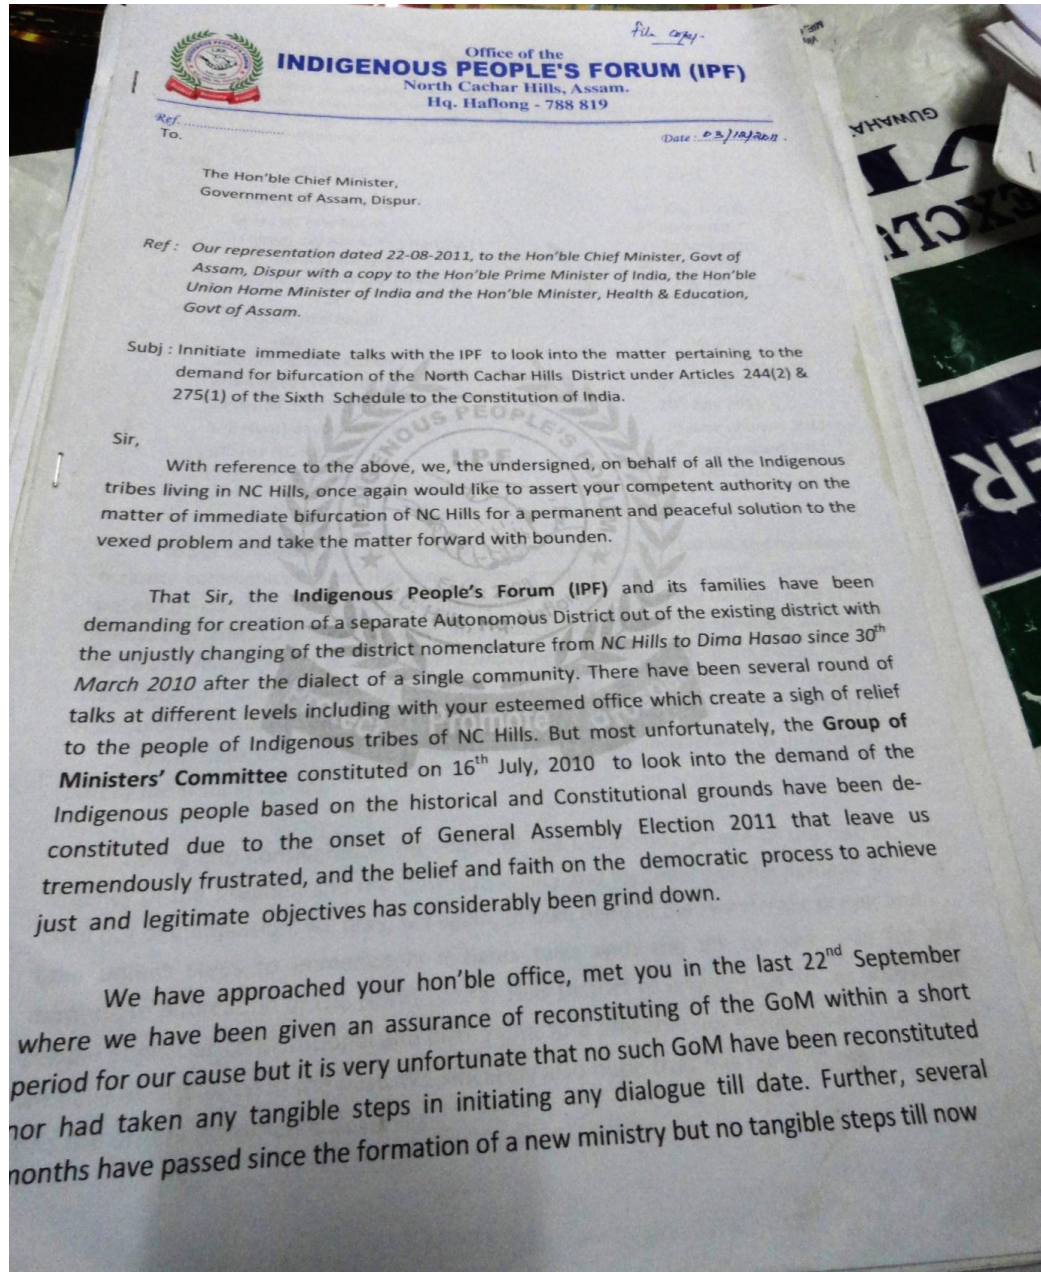 File copy.
Office of the
INDIGENOUS PEOPLE'S FORUM (IPF)
North Cachar Hills, Assam.
Hq. Haflong - 788 819
Ref.
To.
Date : 03/12/2011.
The Hon'ble Chief Minister,
Government of Assam, Dispur.
Ref : Our representation dated 22-08-2011, to the Hon'ble Chief Minister, Govt of
Assam, Dispur with a copy to the Hon'ble Prime Minister of India, the Hon'ble
Union Home Minister of India and the Hon'ble Minister, Health & Education,
Govt of Assam.
Subj : Innitiate immediate talks with the IPF to look into the matter pertaining to the
demand for bifurcation of the North Cachar Hills District under Articles 244(2) &
275(1) of the Sixth Schedule to the Constitution of India.
Sir,
With reference to the above, we, the undersigned, on behalf of all the Indigenous
tribes living in NC Hills, once again would like to assert your competent authority on the
matter of immediate bifurcation of NC Hills for a permanent and peaceful solution to the
vexed problem and take the matter forward with bounden.
That Sir, the Indigenous People's Forum (IPF) and its families have been
demanding for creation of a separate Autonomous District out of the existing district with
the unjustly changing of the district nomenclature from NC Hills to Dima Hasao since 30th
March 2010 after the dialect of a single community. There have been several round of
talks at different levels including with your esteemed office which create a sigh of relief
to the people of Indigenous tribes of NC Hills. But most unfortunately, the Group of
Ministers' Committee constituted on 16th July, 2010 to look into the demand of the
Indigenous people based on the historical and Constitutional grounds have been de-
constituted due to the onset of General Assembly Election 2011 that leave us
tremendously frustrated, and the belief and faith on the democratic process to achieve
just and legitimate objectives has considerably been grind down.
We have approached your hon'ble office, met you in the last 22nd September
where we have been given an assurance of reconstituting of the GoM within a short
period for our cause but it is very unfortunate that no such GoM have been reconstituted
nor had taken any tangible steps in initiating any dialogue till date. Further, several
months have passed since the formation of a new ministry but no tangible steps till now
GUWAHA
EXCLU
ER